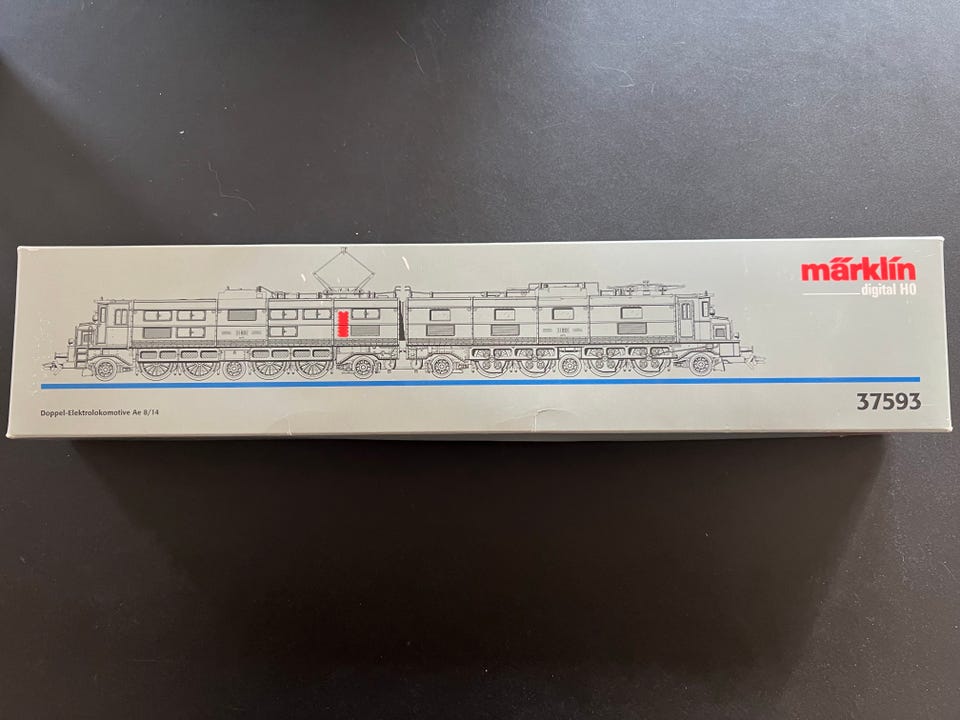 märklin
digital H0
37593
Doppel-Elektrolokomotive Ae 8/14